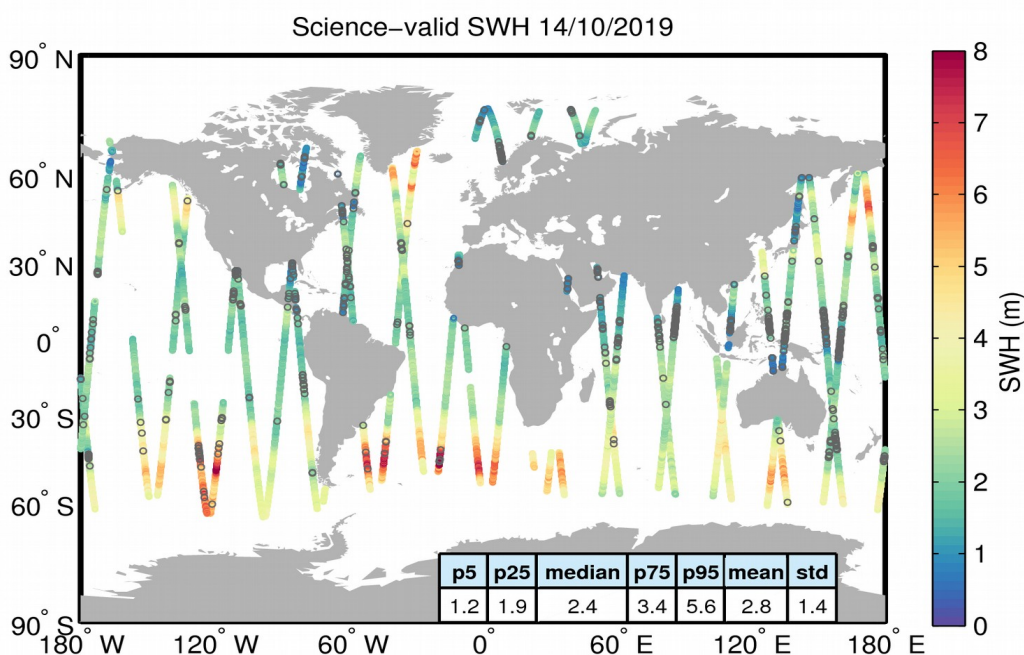 Science−valid SWH 14/10/2019
90° N
60° N
30° N
0°
30° S
60° S
90° S
180° W
120° W
60° W
0°
60° E
120° E
180° E
p5 p25 median p75 p95 mean std
1.2 1.9 2.4 3.4 5.6 2.8 1.4
8
7
6
5
4
3
2
1
0
SWH (m)